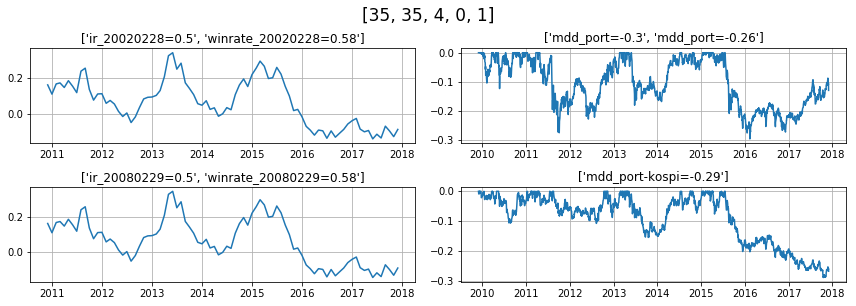 [35, 35, 4, 0, 1]
['ir_20020228=0.5', 'winrate_20020228=0.58']
0.2
0.0
2011 2012 2013 2014 2015 2016 2017 2018
['mdd_port=-0.3', 'mdd_port=-0.26']
0.0
−0.1
−0.2
−0.3
2010 2011 2012 2013 2014 2015 2016 2017 2018
['ir_20080229=0.5', 'winrate_20080229=0.58']
0.2
0.0
2011 2012 2013 2014 2015 2016 2017 2018
['mdd_port-kospi=-0.29']
0.0
−0.1
−0.2
−0.3
2010 2011 2012 2013 2014 2015 2016 2017 2018